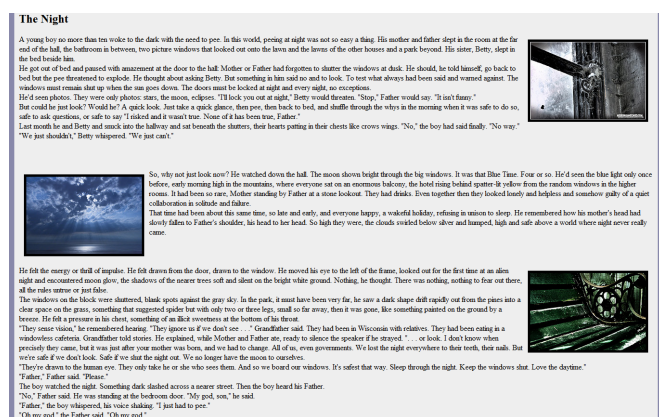 The Night
A young boy no more than ten woke to the dark with the need to pee. In this world, peeing at night was not so easy a thing. His mother and father slept in the room at the far
end of the hall, the bathroom in between, two picture windows that looked out onto the lawn and the lawns of the other houses and a park beyond. His sister, Betty, slept in
the bed beside him.
He got out of bed and paused with amazement at the door to the hall: Mother or Father had forgotten to shutter the windows at dusk. He should, he told himself, go back to
bed but the pee threatened to explode. He thought about asking Betty. But something in him said no and to look. To test what always had been said and warned against. The
windows must remain shut up when the sun goes down. The doors must be locked at night and every night, no exceptions.
He'd seen photos. They were only photos: stars, the moon, eclipses. "I'll lock you out at night," Betty would threaten. "Stop," Father would say. "It isn't funny."
But could he just look? Would he? A quick look. Just take a quick glance, then pee, then back to bed, and shuffle through the whys in the morning when it was safe to do so,
safe to ask questions, or safe to say "I risked and it wasn't true. None of it has been true, Father."
Last mouth he and Betty and snuck into the hallway and sat beneath the shutters, their hearts patting in their chests like crows wings. "No," the boy had said finally. "No way."
"We just shouldn't," Betty whispered. "We just can't."
So, why not just look now? He watched down the hall. The moon shown bright through the big windows. It was that Blue Time. Four or so. He'd seen the blue light only once
before, early morning high in the mountains, where everyone sat on an enormous balcony, the hotel rising behind spatter-lit yellow from the random windows in the higher
rooms. It had been so rare, Mother standing by Father at a stone lookout. They had drinks. Even together then they looked lonely and helpless and somehow guilty of a quiet
collaboration in solitude and failure.
That time had been about this same time, so late and early, and everyone happy, a wakeful holiday, refusing in unison to sleep. He remembered how his mother's head had
slowly fallen to Father's shoulder, his head to her head. So high they were, the clouds swirled below silver and humped, high and safe above a world where night never really
came.
He felt the energy or thrill of impulse. He felt drawn from the door, drawn to the window. He moved his eye to the left of the frame, looked out for the first time at an alien
night and encountered moon glow, the shadows of the nearer trees soft and silent on the bright white ground. Nothing, he thought. There was nothing, nothing to fear out there,
all the rules untrue or just false.
The windows on the block were shuttered, blank spots against the gray sky. In the park, it must have been very far, he saw a dark shape drift rapidly out from the pines into a
clear space on the grass, something that suggested spider but with only two or three legs, small so far away, then it was gone, like something painted on the ground by a
breeze. He felt a pressure in his chest, something of an illicit sweetness at the bottom of his throat.
"They sense vision," he remembered hearing. "They ignore us if we don't see . . ." Grandfather said. They had been in Wisconsin with relatives. They had been eating in a
windowless cafeteria. Grandfather told stories. He explained, while Mother and Father ate, ready to silence the speaker if he strayed. ". . . or look. I don't know when
precisely they came, but it was just after your mother was born, and we had to change. All of us, even governments. We lost the night everywhere to their teeth, their nails. But
we're safe if we don't look. Safe if we shut the night out. We no longer have the moon to ourselves.
"They're drawn to the human eye. They only take he or she who sees them. And so we board our windows. It's safest that way. Sleep through the night. Keep the windows shut. Love the daytime."
"Father," Father said. "Please."
The boy watched the night. Something dark slashed across a nearer street. Then the boy heard his Father.
"No," Father said. He was standing at the bedroom door. "My god, son," he said.
"Father," the boy whispered, his voice shaking. "I just had to pee."
"Oh my god," the Father said. "Oh my god."